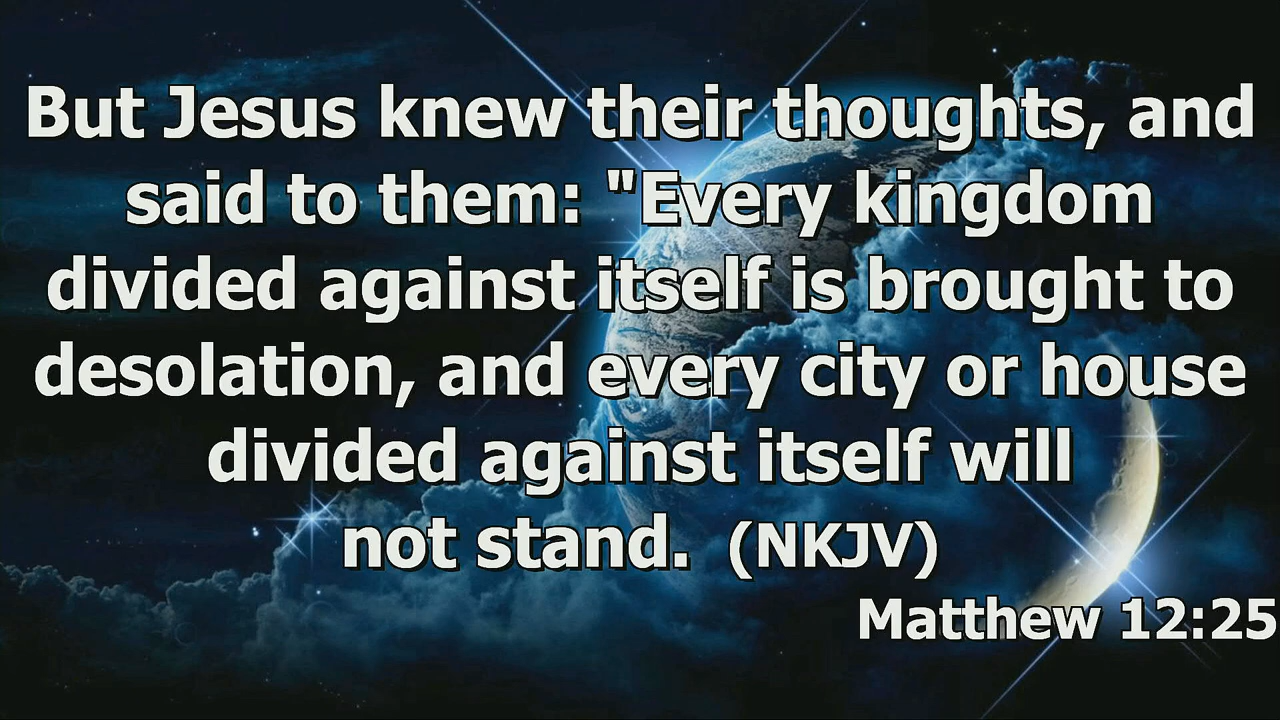 But Jesus knew their thoughts, and
said to them: "Every kingdom
divided against itself is brought to
desolation, and every city or house
divided against itself will
not stand. (NKJV)
Matthew 12:25